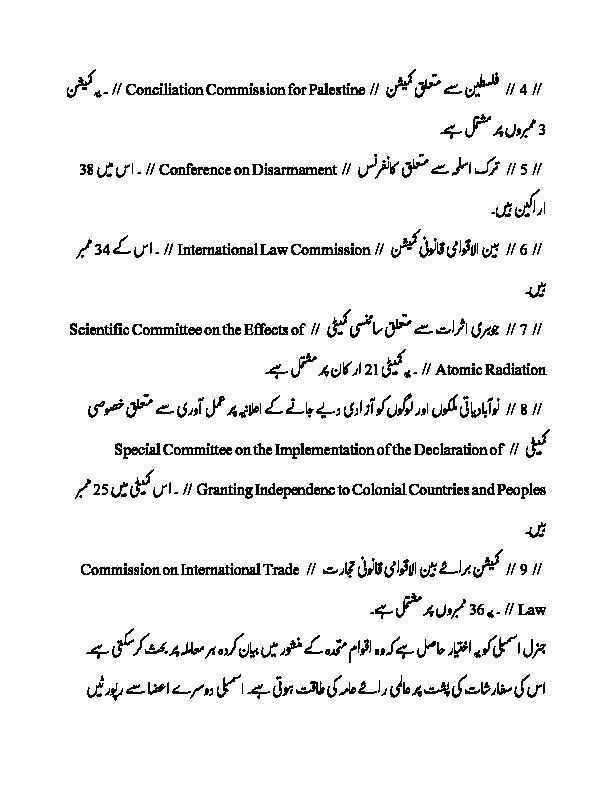 // 4 // فلسطین سے متعلق کمیشن // Conciliation Commission for Palestine // ۔ یہ کمیشن
3 ممبروں پر مشتمل ہے۔
// 5 // ترک اسلحہ سے متعلق کانفرنس // Conference on Disarmament // ۔ اس میں 38
اراکین ہیں۔
// 6 // بین الاقوامی قانونی کمیشن // International Law Commission // ۔ اس کے 34 ممبر
ہیں۔
// 7 // جوہری اثرات سے متعلق سائنسی کمیٹی // Scientific Committee on the Effects of
Atomic Radiation // ۔ یہ کمیٹی 21 ارکان پر مشتمل ہے۔
// 8 // نوآبادیاتی ملکوں اور لوگوں کو آزادی دیے جانے کے اعلانیہ پر عمل آوری سے متعلق خصوصی
کمیٹی // Special Committee on the Implementation of the Declaration of
Granting Independenc to Colonial Countries and Peoples // ۔ اس کمیٹی میں 25 ممبر
ہیں۔
// 9 // کمیشن برائے بین الاقوامی قانونی تجارت // Commission on International Trade
Law // ۔ یہ 36 ممبروں پر مشتمل ہے۔
جنرل اسمبلی کو یہ اختیار حاصل ہے کہ وہ اقوام متحدہ کے منشور میں بیان کردہ ہر معاملہ پر بحث کرسکتی ہے۔
اس کی سفارشات کی پشت پر عالمی رائے عامہ کی طاقت ہوتی ہے۔ اسمبلی دوسرے اعضا سے رپورٹیں